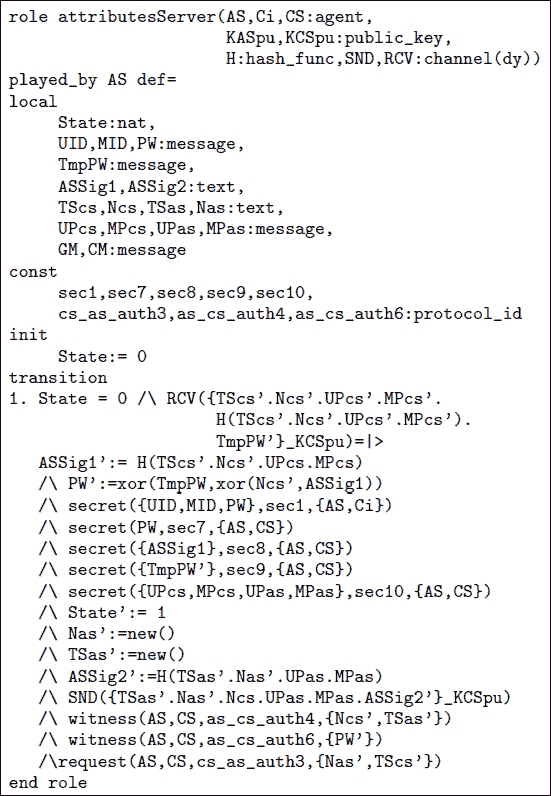 role attributesServer(AS,Ci,CS:agent,
KASpu,KCSpu:public_key,
H:hash_func,SND,RCV:channel(dy))
played_by AS def=
local
State:nat,
UID,MID,PW:message,
TmpPW:message,
ASSig1,ASSig2:text,
TScs,Ncs,TSas,Nas:text,
UPcs,MPcs,UPas,MPas:message,
GM,CM:message
const
sec1,sec7,sec8,sec9,sec10,
cs_as_auth3,as_cs_auth4,as_cs_auth6:protocol_id
init
State:= 0
transition
1. State = 0 /\ RCV({TScs'.Ncs'.UPcs'.MPcs'.
H(TScs'.Ncs'.UPcs'.MPcs').
TmpPW'}_KCSpu)=|>
ASSig1':= H(TScs'.Ncs'.UPcs.MPcs)
/\ PW':=xor(TmpPW,xor(Ncs',ASSig1))
/\ secret({UID,MID,PW},sec1,{AS,Ci})
/\ secret(PW,sec7,{AS,CS})
/\ secret({ASSig1},sec8,{AS,CS})
/\ secret({TmpPW'},sec9,{AS,CS})
/\ secret({UPcs,MPcs,UPas,MPas},sec10,{AS,CS})
/\ State':= 1
/\ Nas':=new()
/\ TSas':=new()
/\ ASSig2':=H(TSas'.Nas'.UPas.MPas)
/\ SND({TSas'.Nas'.Ncs.UPas.MPas.ASSig2'}_KCSpu)
/\ witness(AS,CS,as_cs_auth4,{Ncs',TSas'})
/\ witness(AS,CS,as_cs_auth6,{PW'})
/\request(AS,CS,cs_as_auth3,{Nas',TScs'})
end role